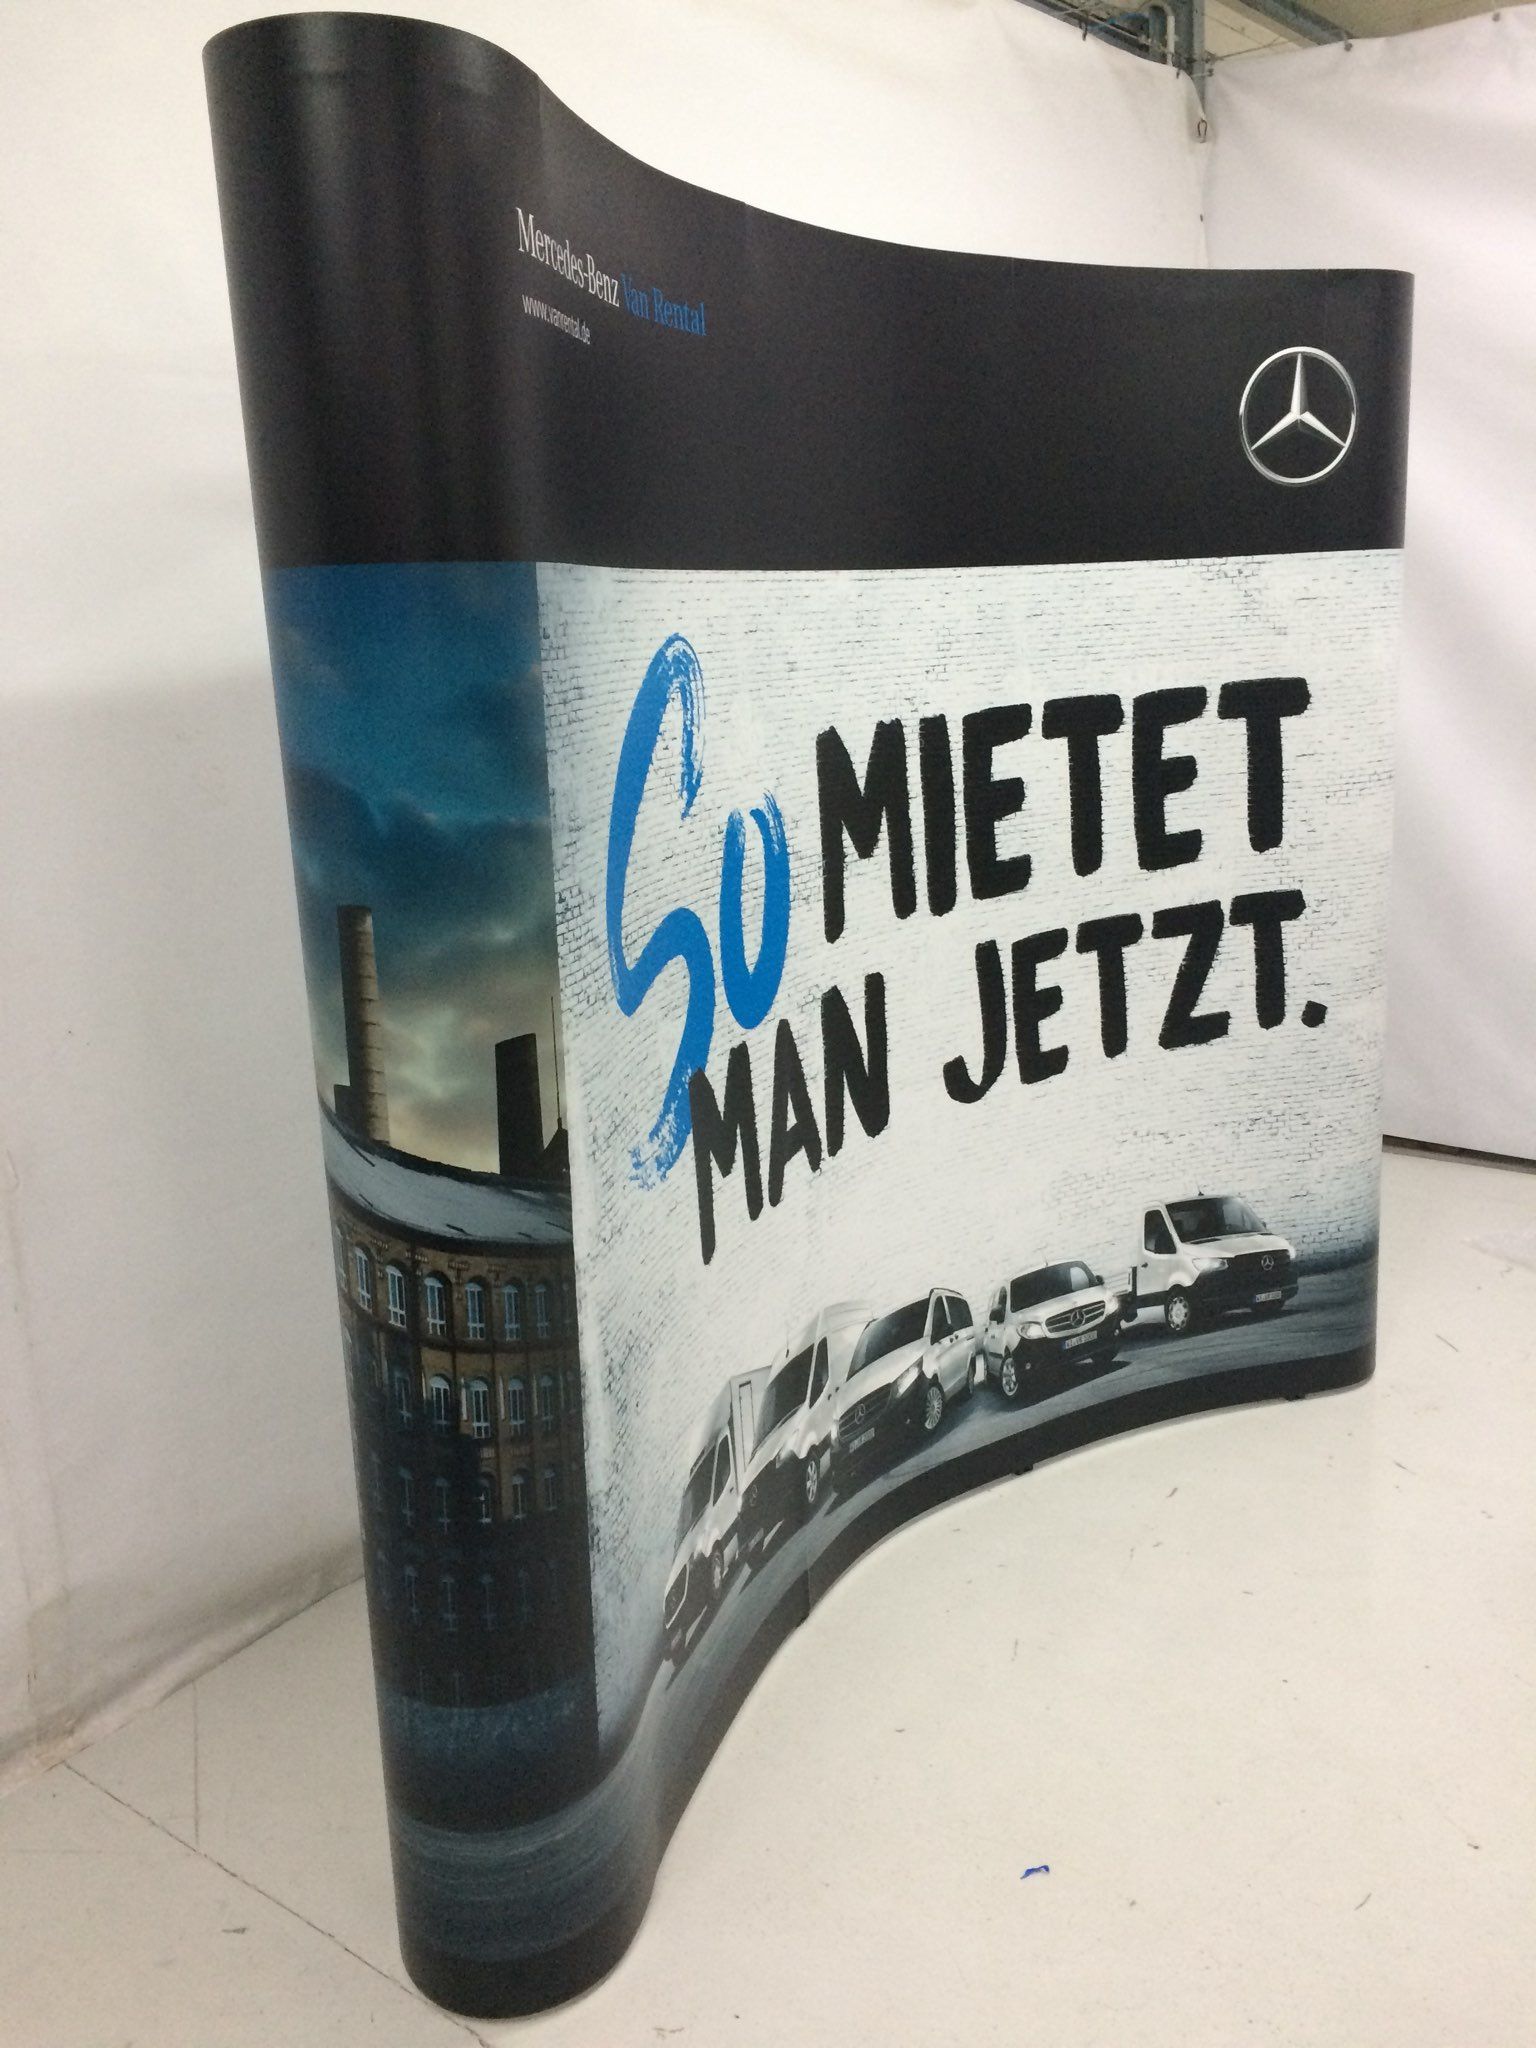 Mercedes-Benz Van Rental
www.vanrental.de
So MIETET
MAN JETZT.